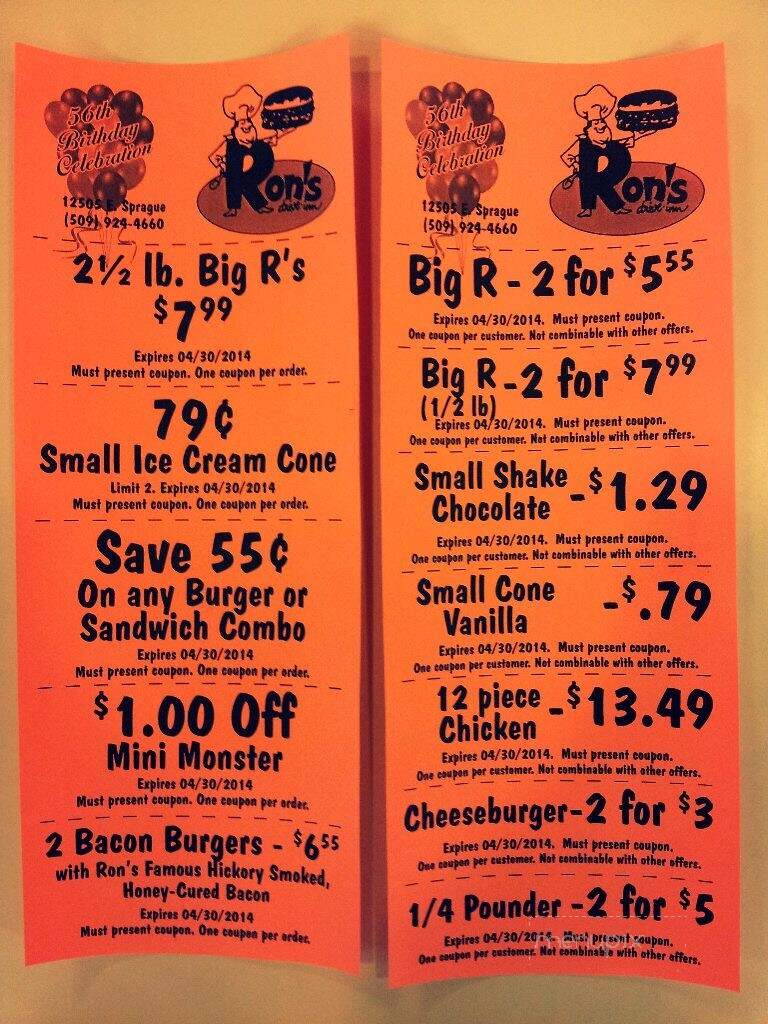 56th
Birthday
Celebration
Ron's
drive inn
12505 E. Sprague
(509) 924-4660
2½ lb. Big R's
$7.99
Expires 04/30/2014
Must present coupon. One coupon per order.
79¢
Small Ice Cream Cone
Limit 2. Expires 04/30/2014
Must present coupon. One coupon per order.
Save 55¢
On any Burger or
Sandwich Combo
Expires 04/30/2014
Must present coupon. One coupon per order.
$1.00 Off
Mini Monster
Expires 04/30/2014
Must present coupon. One coupon per order.
2 Bacon Burgers - $6.55
with Ron's Famous Hickory Smoked,
Honey-Cured Bacon
Expires 04/30/2014
Must present coupon. One coupon per order.
56th
Birthday
Celebration
Ron's
drive inn
12505 E. Sprague
(509) 924-4660
Big R - 2 for $5.55
Expires 04/30/2014. Must present coupon.
One coupon per customer. Not combinable with other offers.
Big R - 2 for $7.99
(1/2 lb)
Expires 04/30/2014. Must present coupon.
One coupon per customer. Not combinable with other offers.
Small Shake - $1.29
Chocolate
Expires 04/30/2014. Must present coupon.
One coupon per customer. Not combinable with other offers.
Small Cone - $.79
Vanilla
Expires 04/30/2014. Must present coupon.
One coupon per customer. Not combinable with other offers.
12 piece - $13.49
Chicken
Expires 04/30/2014. Must present coupon.
One coupon per customer. Not combinable with other offers.
Cheeseburger - 2 for $3
Expires 04/30/2014. Must present coupon.
One coupon per customer. Not combinable with other offers.
1/4 Pounder - 2 for $5
Expires 04/30/2014. Must present coupon.
One coupon per customer. Not combinable with other offers.